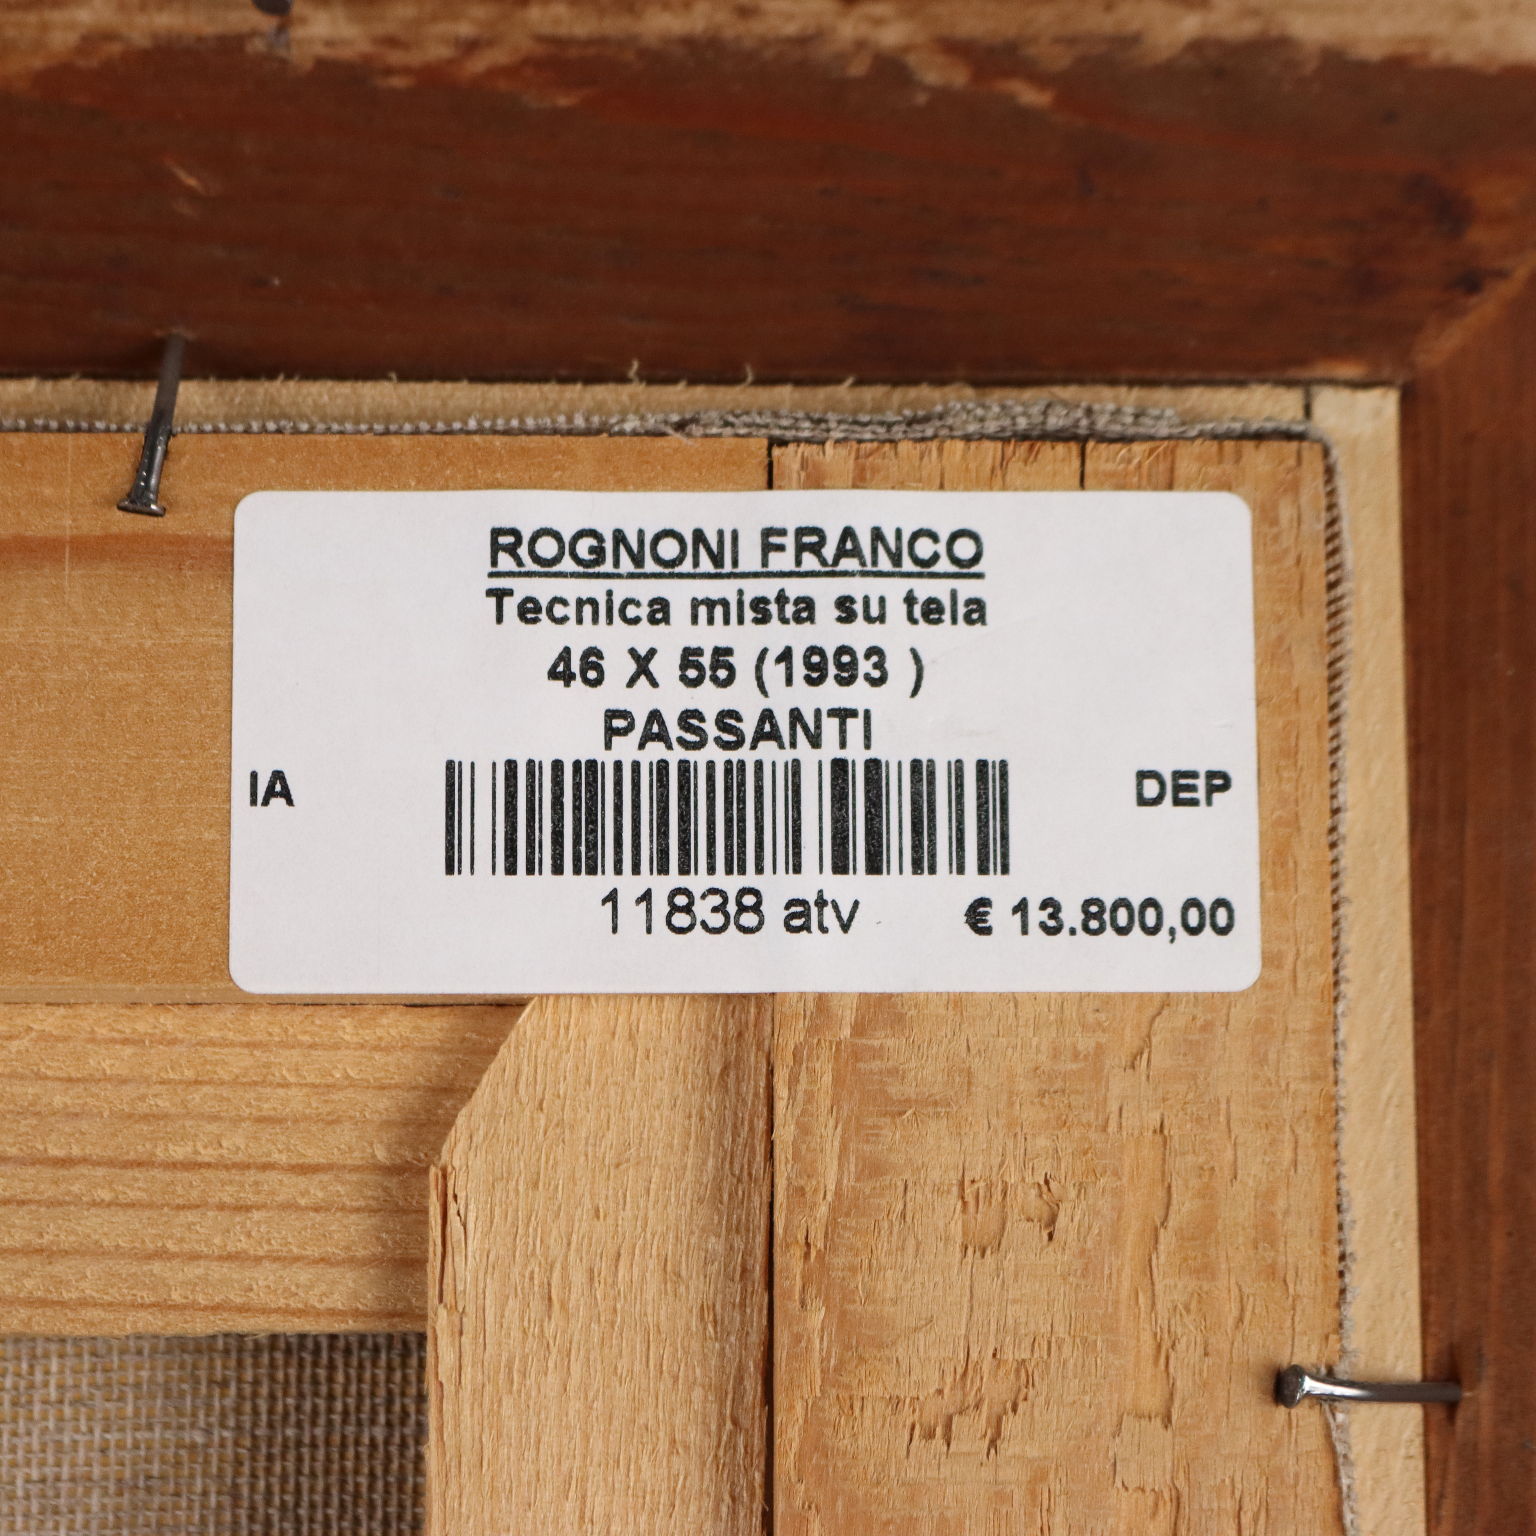 ROGNONI FRANCO
Tecnica mista su tela
46 X 55 (1993 )
PASSANTI
IA
DEP
11838 atv
€ 13.800,00